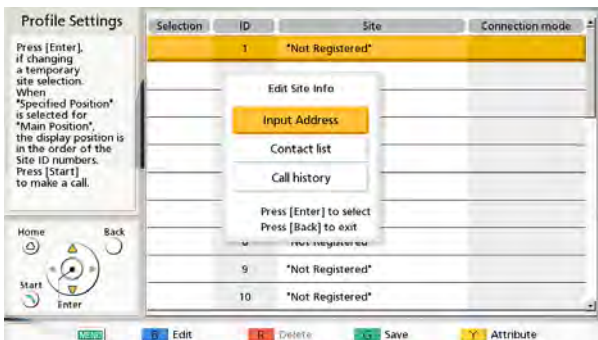 Profile Settings
Press [Enter],
if changing
a temporary
site selection.
When
"Specified Position"
is selected for
"Main Position",
the display position is
in the order of the
Site ID numbers.
Press [Start]
to make a call.
Home
Back
Start
Enter
Selection ID Site Connection mode
1 "Not Registered"
Edit Site Info
Input Address
Contact list
Call history
Press [Enter] to select
Press [Back] to exit
9 "Not Registered"
10 "Not Registered"
MENU B Edit R Delete G Save Y Attribute